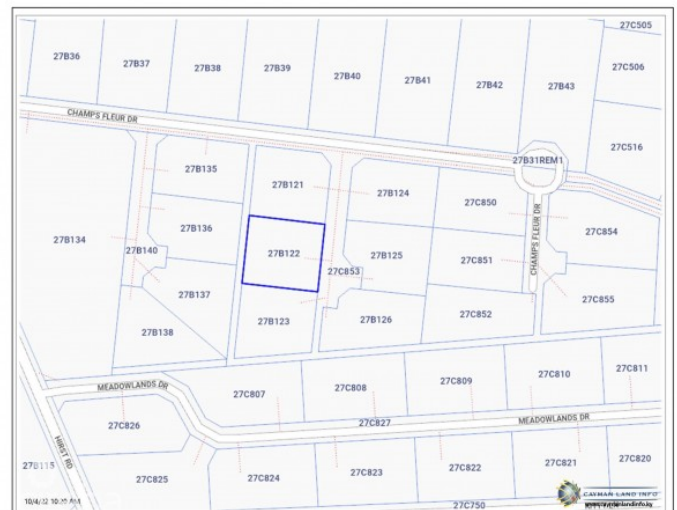 27C505
27B36
27B37
27B38
27B39
27B40
27B41
27B42
27B43
27C506
CHAMPS FLEUR DR
27C516
27B31REM1
27B135
27B121
27B124
27C850
27B134
27B136
27B140
27B122
27B125
27C851
CHAMPS FLEUR DR
27C854
27C853
27B137
27C855
27B138
27B123
27B126
27C852
MEADOWLANDS DR
27C807
27C808
27C809
27C810
27C811
27C826
27C827
MEADOWLANDS DR
HIRST RD
27B115
27C825
27C824
27C823
27C822
27C821
27C820
27C750
CAYMAN LAND INFO
www.caymanlandinfo.ky